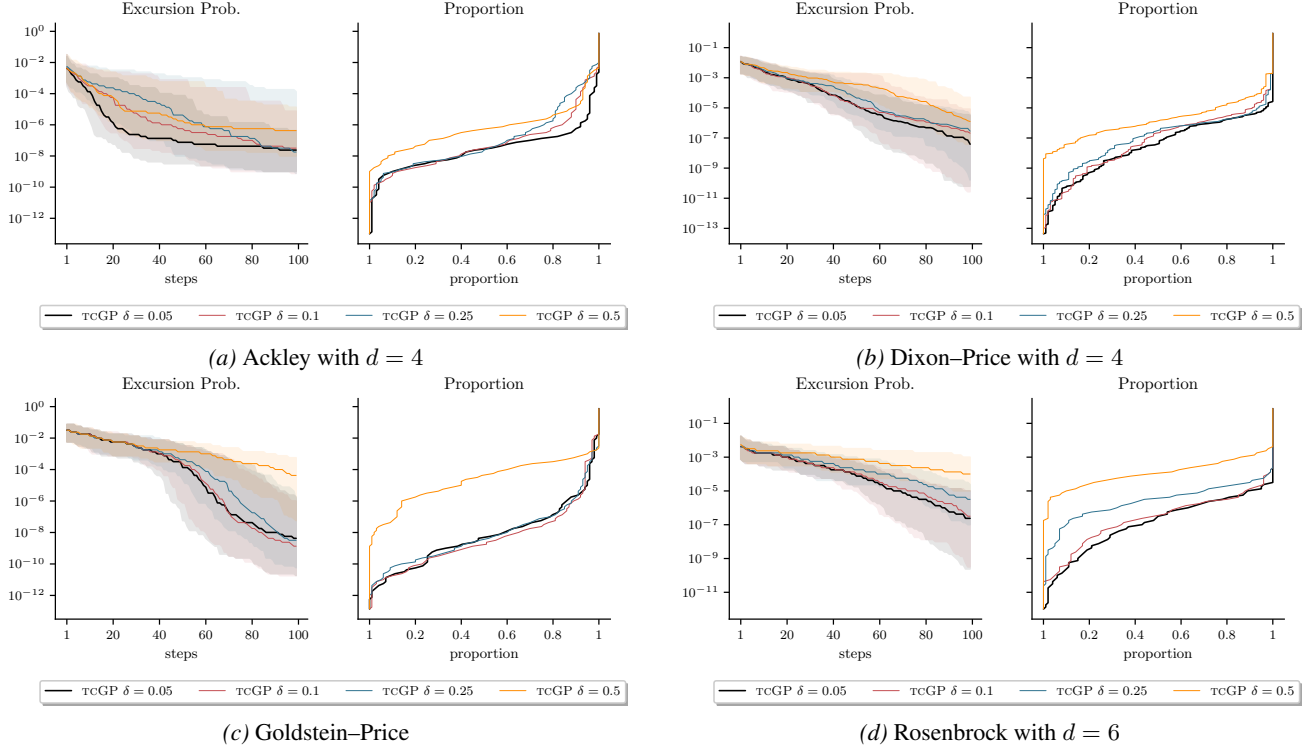 Excursion Prob.
Proportion
10^0
10^−2
10^−4
10^−6
10^−8
10^−10
10^−12
1 20 40 60 80 100
steps
1 0.2 0.4 0.6 0.8 1
proportion
TCGP δ = 0.05 TCGP δ = 0.1 TCGP δ = 0.25 TCGP δ = 0.5
(a) Ackley with d = 4
Excursion Prob.
Proportion
10^−1
10^−3
10^−5
10^−7
10^−9
10^−11
10^−13
1 20 40 60 80 100
steps
1 0.2 0.4 0.6 0.8 1
proportion
TCGP δ = 0.05 TCGP δ = 0.1 TCGP δ = 0.25 TCGP δ = 0.5
(b) Dixon–Price with d = 4
Excursion Prob.
Proportion
10^0
10^−2
10^−4
10^−6
10^−8
10^−10
10^−12
1 20 40 60 80 100
steps
1 0.2 0.4 0.6 0.8 1
proportion
TCGP δ = 0.05 TCGP δ = 0.1 TCGP δ = 0.25 TCGP δ = 0.5
(c) Goldstein–Price
Excursion Prob.
Proportion
10^−1
10^−3
10^−5
10^−7
10^−9
10^−11
1 20 40 60 80 100
steps
1 0.2 0.4 0.6 0.8 1
proportion
TCGP δ = 0.05 TCGP δ = 0.1 TCGP δ = 0.25 TCGP δ = 0.5
(d) Rosenbrock with d = 6